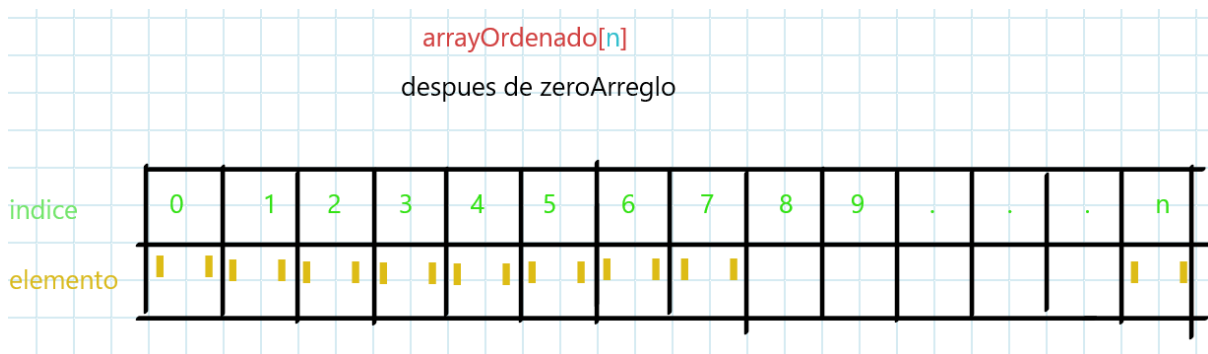 arrayOrdenado[n]
despues de zeroArreglo
indice 0 1 2 3 4 5 6 7 8 9 . . . n
elemento ' ' ' ' ' ' ' ' ' ' ' ' ' ' ' ' ' '